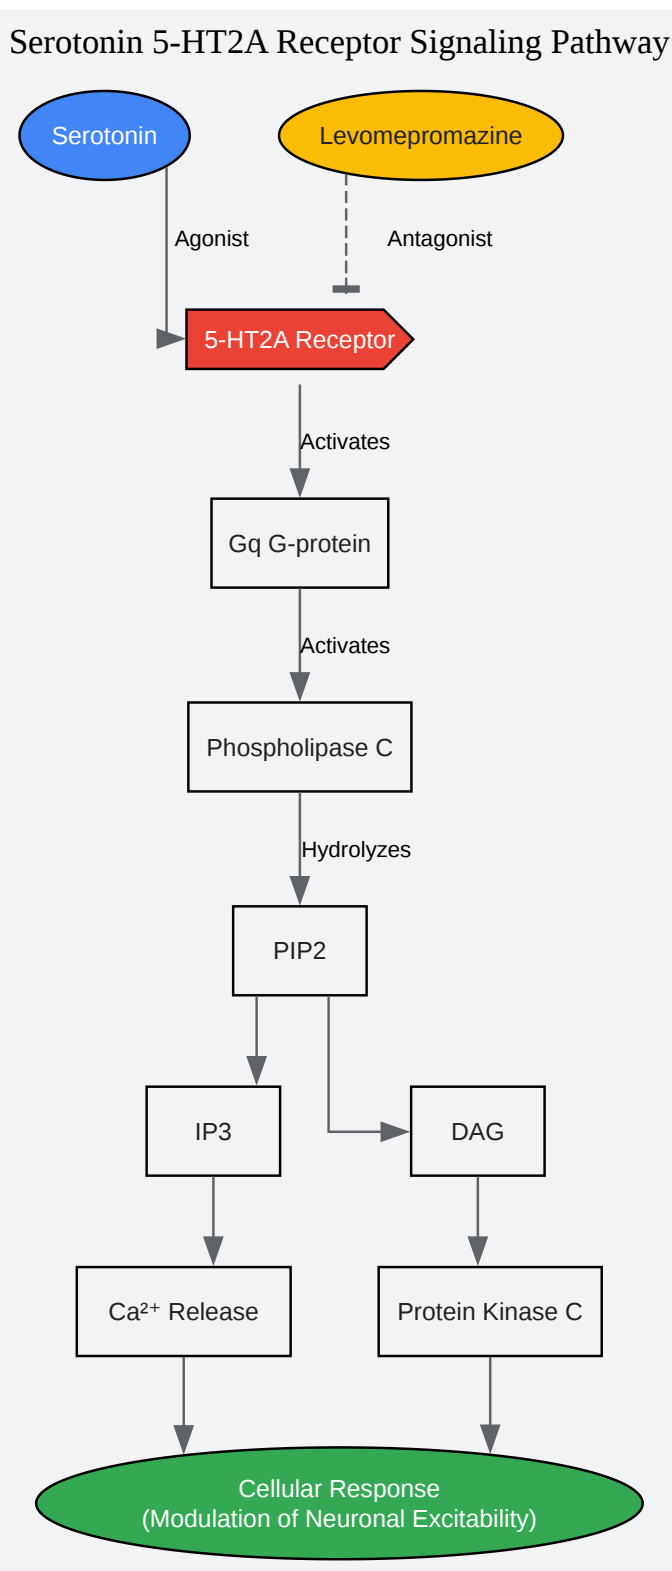 Serotonin 5-HT2A Receptor Signaling Pathway
Serotonin
Levomepromazine
Agonist
Antagonist
5-HT2A Receptor
Activates
Gq G-protein
Activates
Phospholipase C
Hydrolyzes
PIP2
IP3
DAG
Ca²⁺ Release
Protein Kinase C
Cellular Response
(Modulation of Neuronal Excitability)